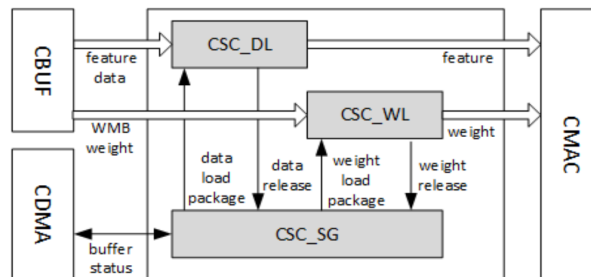 CBUF
feature
data
CSC_DL
feature
WMB
weight
CSC_WL
weight
CMAC
data
load
package
data
release
weight
load
package
weight
release
CDMA
buffer
status
CSC_SG